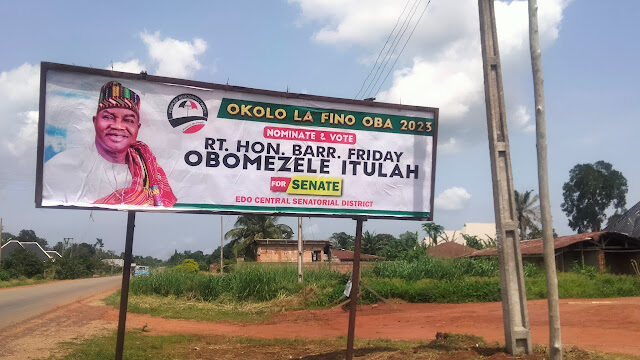 OKOLO LA FINO OBA 2023
NOMINATE & VOTE
RT. HON. BARR. FRIDAY
OBOMEZELE ITULAH
FOR SENATE
EDO CENTRAL SENATORIAL DISTRICT